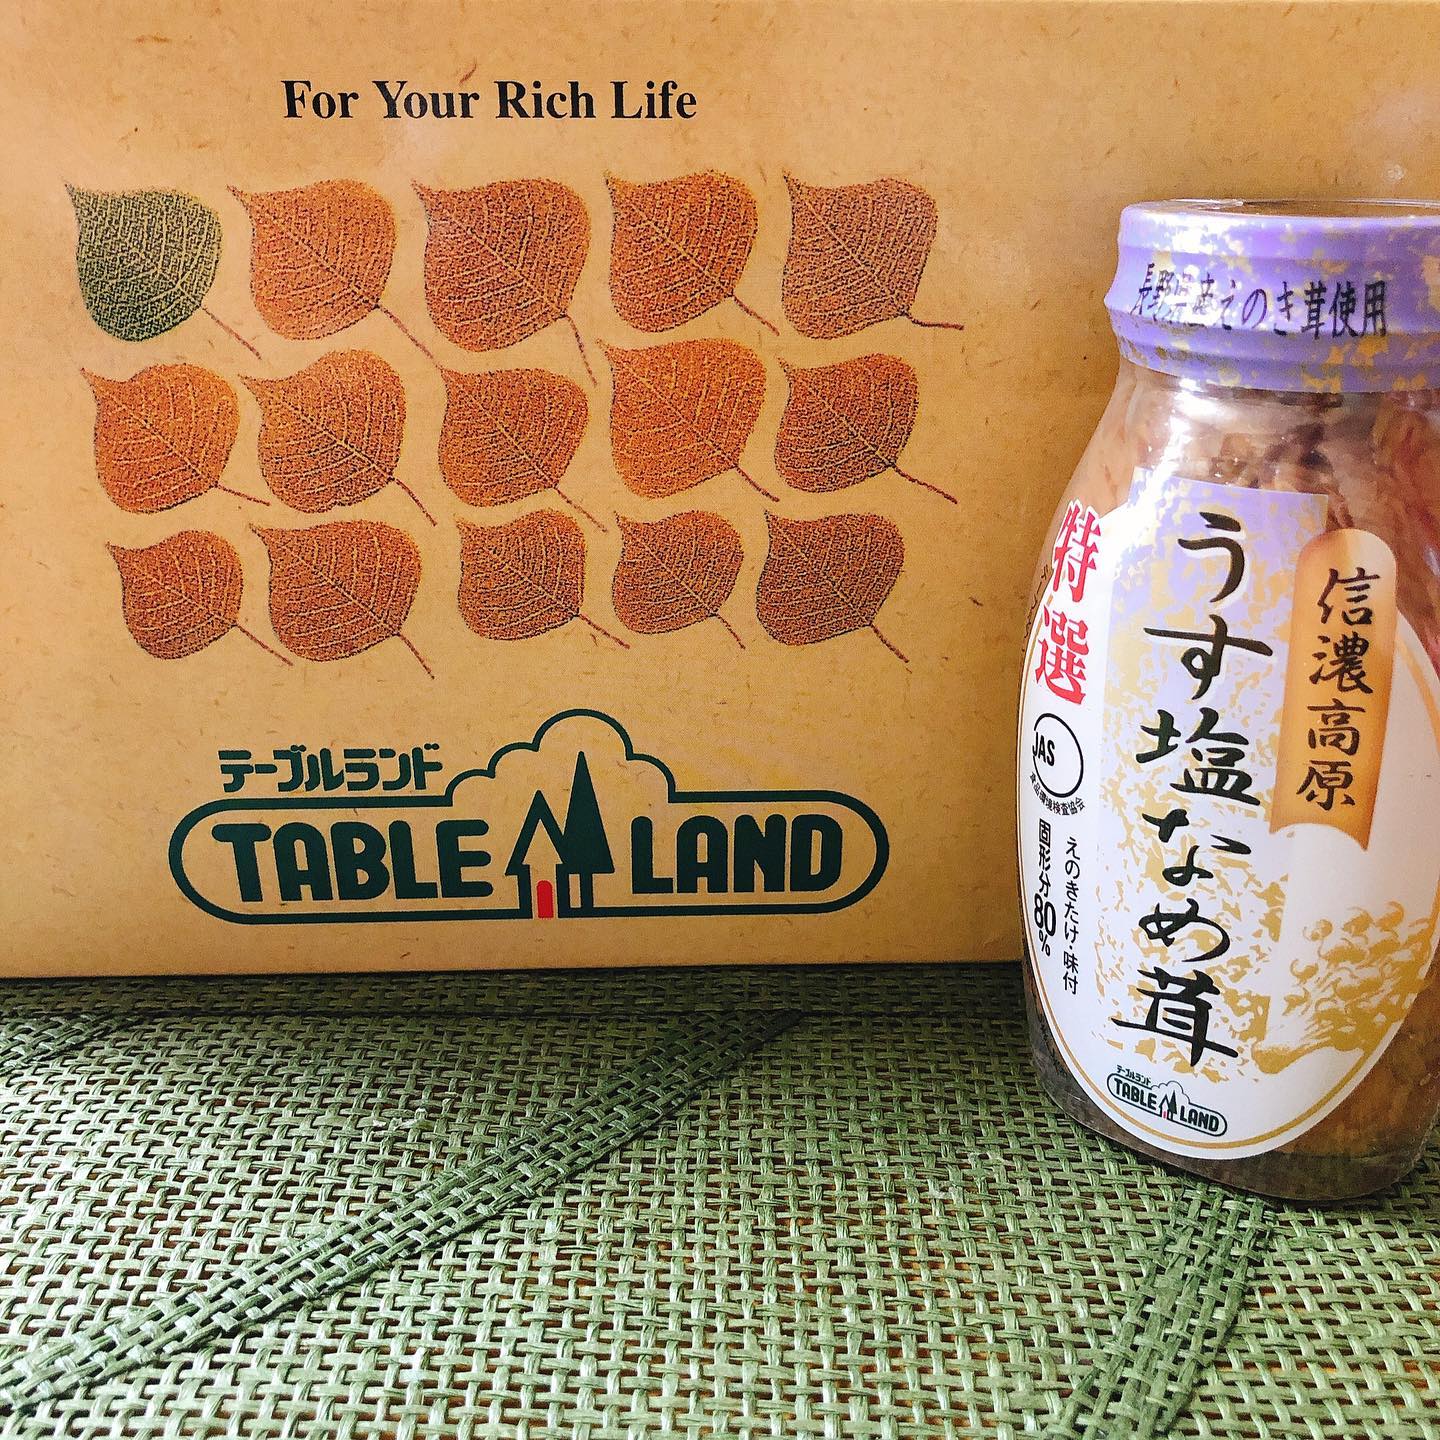 For Your Rich Life
テーブルランド
TABLE LAND
長野県産えのき茸使用
信濃高原
うす塩なめ茸
特選
JAS
えのきたけ・味付
固形分80%
テーブルランド
TABLE LAND